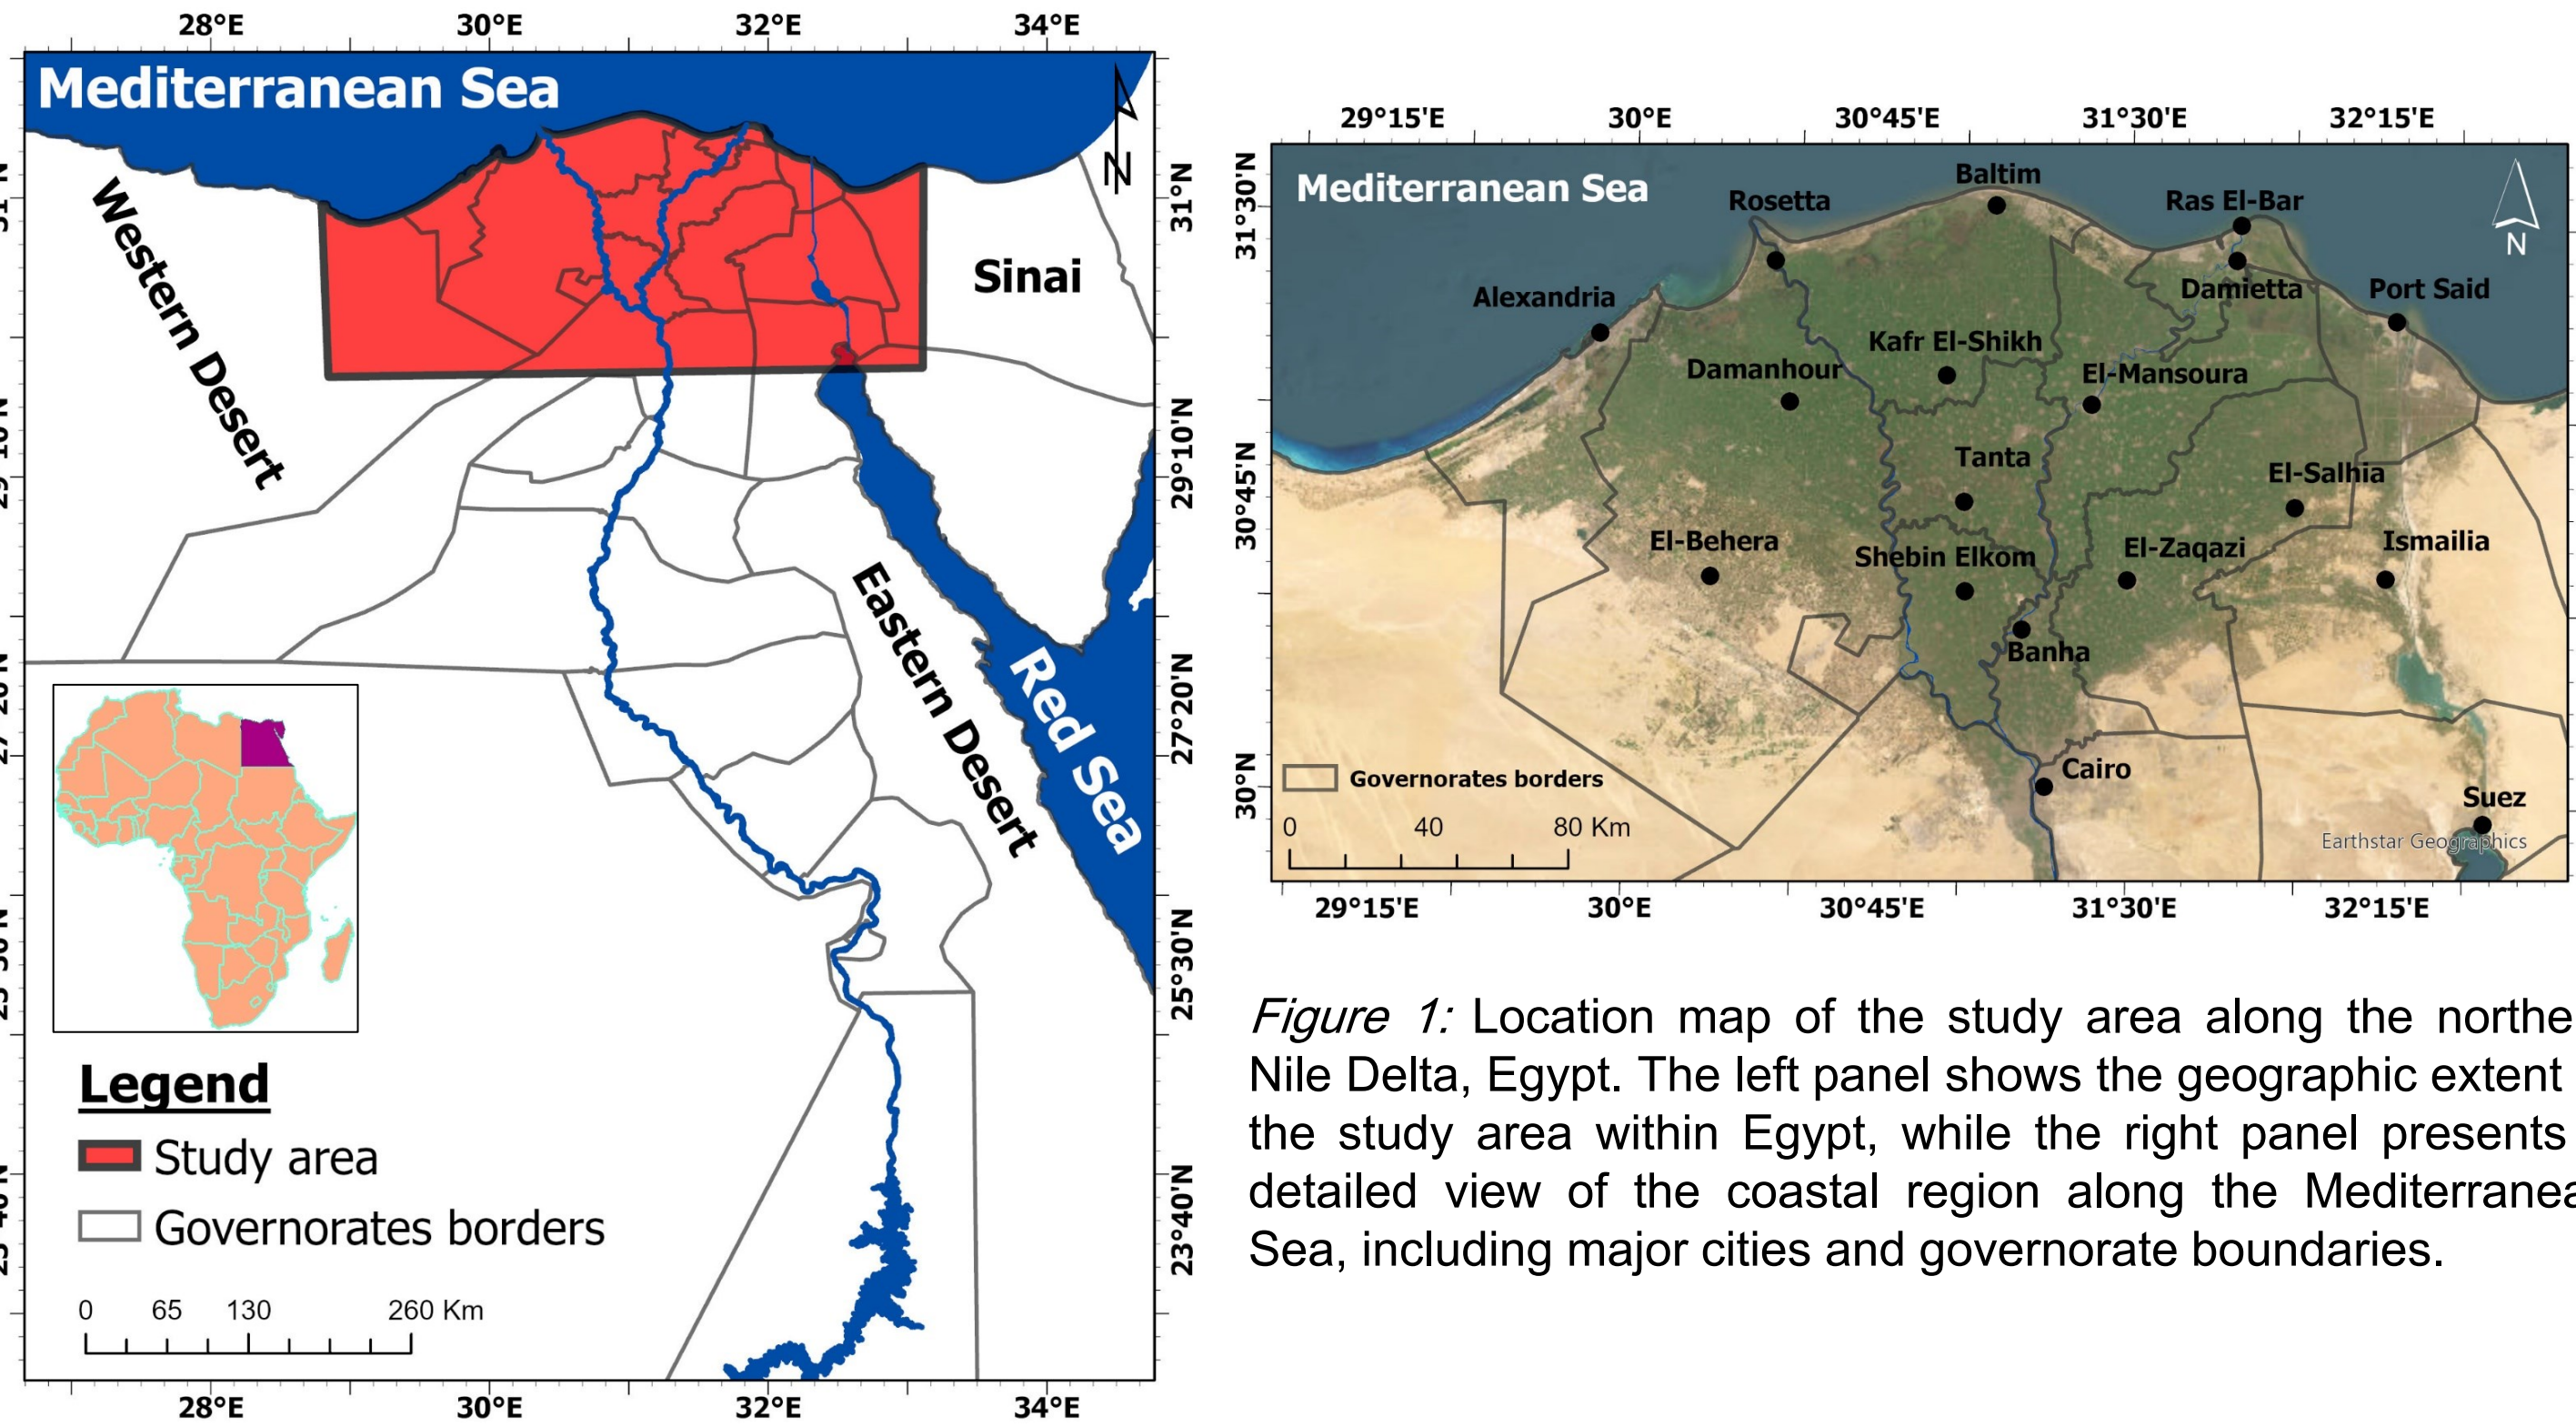 28°E 30°E 32°E 34°E
Mediterranean Sea
N
Western Desert
Sinai
Eastern Desert
Red Sea
31°N
29°10'N
27°20'N
25°30'N
23°40'N
Legend
Study area
Governorates borders
0 65 130 260 Km
28°E 30°E 32°E 34°E
29°15'E 30°E 30°45'E 31°30'E 32°15'E
31°30'N
30°45'N
30°N
Mediterranean Sea
N
Baltim
Rosetta
Ras El-Bar
Alexandria
Damietta
Port Said
Kafr El-Shikh
Damanhour
El-Mansoura
Tanta
El-Salhia
El-Behera
Shebin Elkom
El-Zaqazi
Ismailia
Banha
Cairo
Suez
Governorates borders
0 40 80 Km
Earthstar Geographics
29°15'E 30°E 30°45'E 31°30'E 32°15'E
Figure 1: Location map of the study area along the northe
Nile Delta, Egypt. The left panel shows the geographic extent
the study area within Egypt, while the right panel presents
detailed view of the coastal region along the Mediterranea
Sea, including major cities and governorate boundaries.